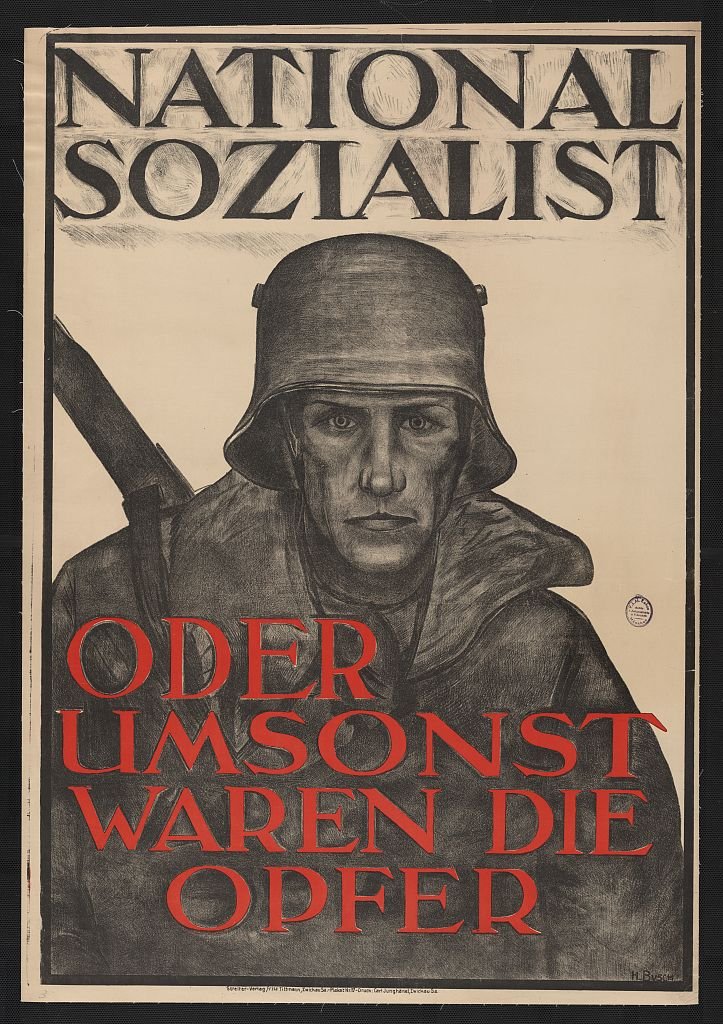 NATIONAL
SOZIALIST
ODER
UMSONST
WAREN DIE
OPFER